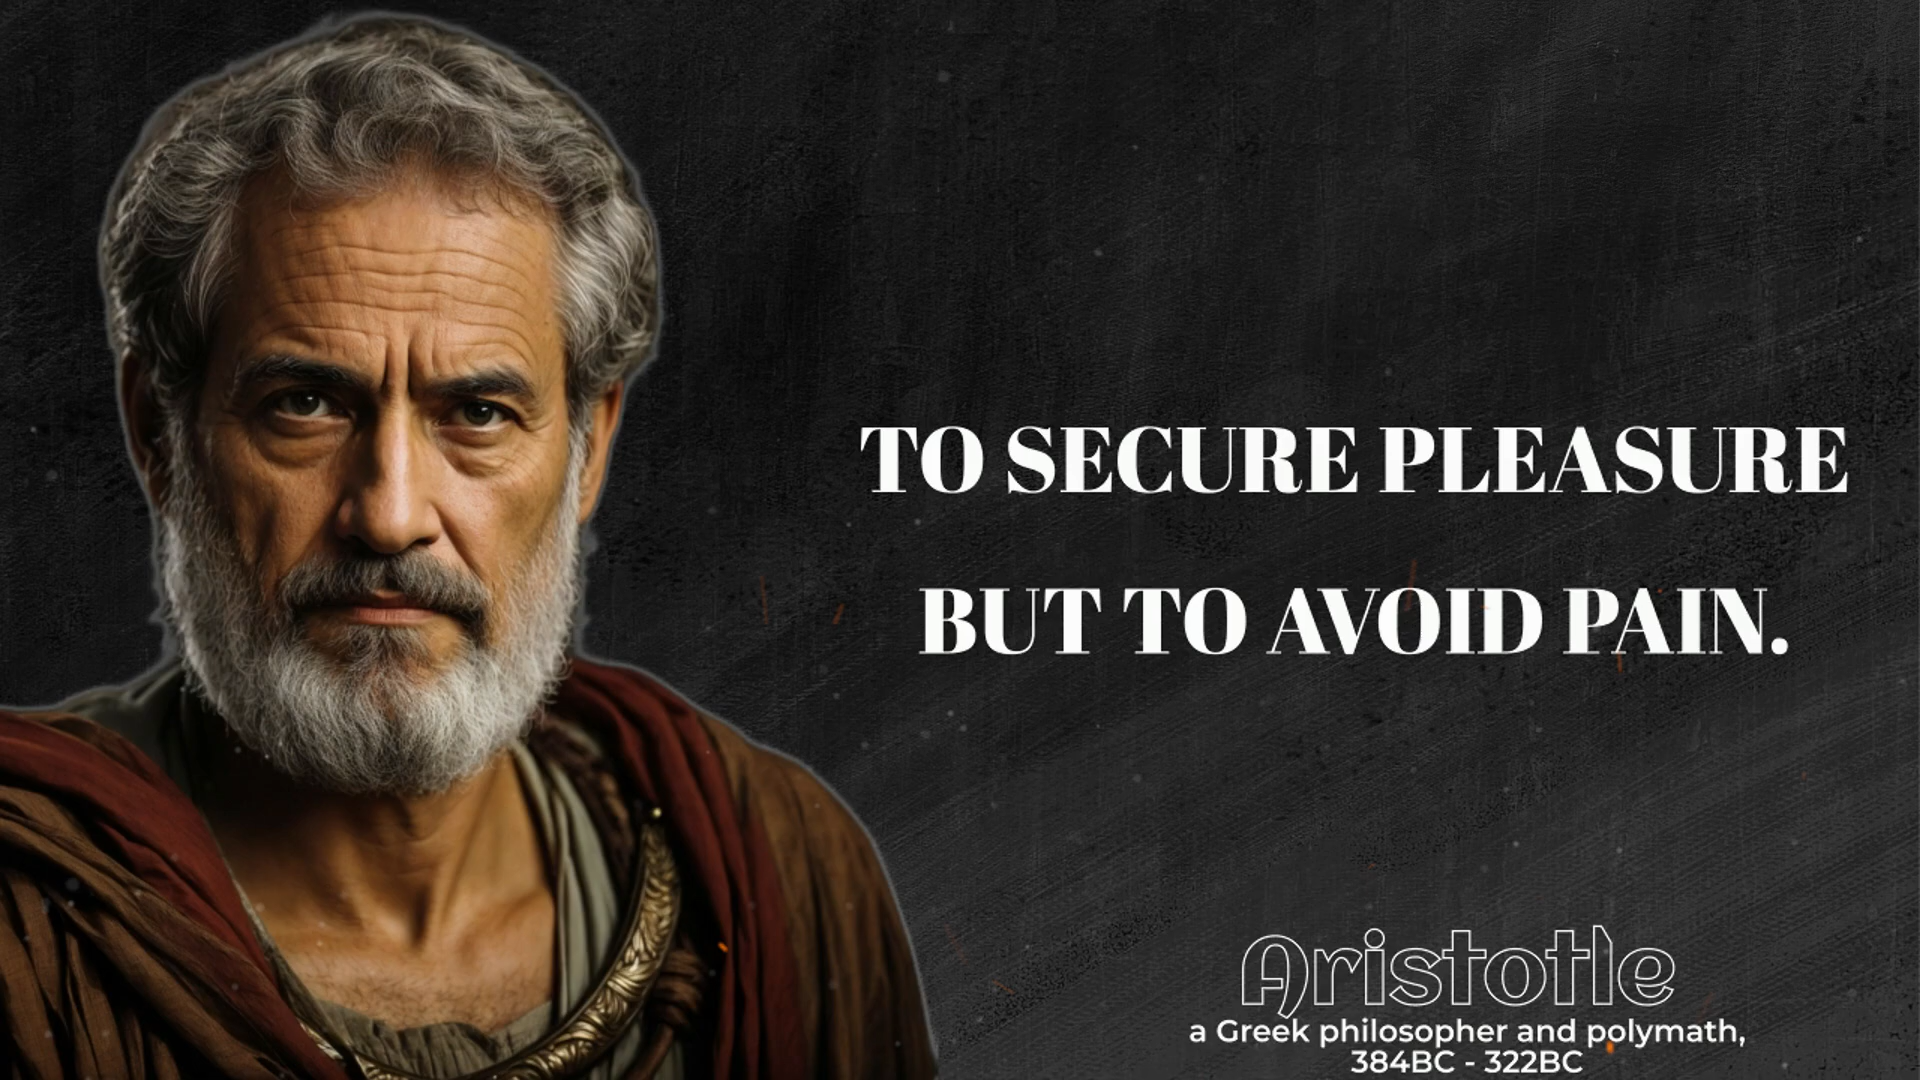 TO SECURE PLEASURE
BUT TO AVOID PAIN.
Aristotle
a Greek philosopher and polymath,
384BC - 322BC